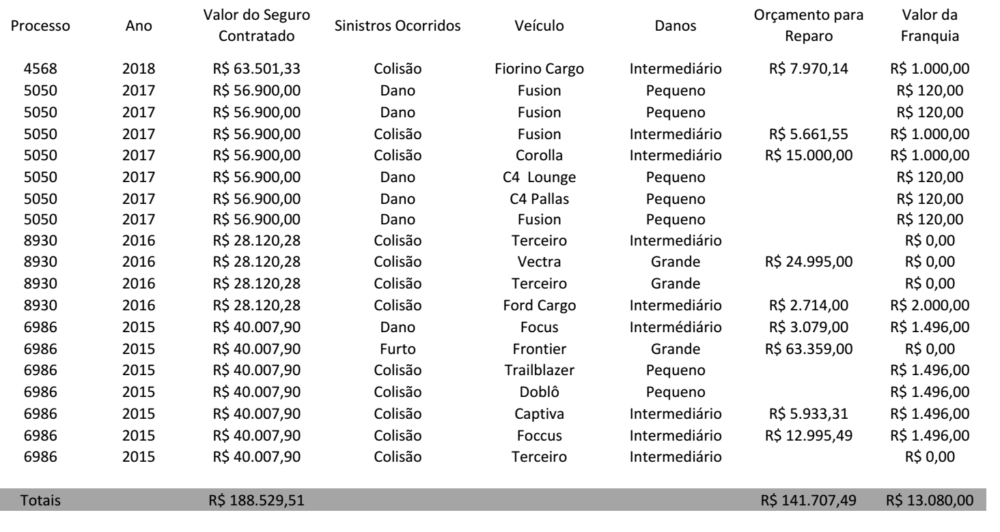 Processo Ano Valor do Seguro Contratado Sinistros Ocorridos Veículo Danos Orçamento para Reparo Valor da Franquia
4568 2018 R$ 63.501,33 Colisão Fiorino Cargo Intermediário R$ 7.970,14 R$ 1.000,00
5050 2017 R$ 56.900,00 Dano Fusion Pequeno R$ 120,00
5050 2017 R$ 56.900,00 Dano Fusion Pequeno R$ 120,00
5050 2017 R$ 56.900,00 Colisão Fusion Intermediário R$ 5.661,55 R$ 1.000,00
5050 2017 R$ 56.900,00 Colisão Corolla Intermediário R$ 15.000,00 R$ 1.000,00
5050 2017 R$ 56.900,00 Dano C4 Lounge Pequeno R$ 120,00
5050 2017 R$ 56.900,00 Dano C4 Pallas Pequeno R$ 120,00
5050 2017 R$ 56.900,00 Dano Fusion Pequeno R$ 120,00
8930 2016 R$ 28.120,28 Colisão Terceiro Intermediário R$ 0,00
8930 2016 R$ 28.120,28 Colisão Vectra Grande R$ 24.995,00 R$ 0,00
8930 2016 R$ 28.120,28 Colisão Terceiro Grande R$ 0,00
8930 2016 R$ 28.120,28 Colisão Ford Cargo Intermediário R$ 2.714,00 R$ 2.000,00
6986 2015 R$ 40.007,90 Dano Focus Intermédiário R$ 3.079,00 R$ 1.496,00
6986 2015 R$ 40.007,90 Furto Frontier Grande R$ 63.359,00 R$ 0,00
6986 2015 R$ 40.007,90 Colisão Trailblazer Pequeno R$ 1.496,00
6986 2015 R$ 40.007,90 Colisão Doblô Pequeno R$ 1.496,00
6986 2015 R$ 40.007,90 Colisão Captiva Intermediário R$ 5.933,31 R$ 1.496,00
6986 2015 R$ 40.007,90 Colisão Foccus Intermediário R$ 12.995,49 R$ 1.496,00
6986 2015 R$ 40.007,90 Colisão Terceiro Intermediário R$ 0,00
Totais R$ 188.529,51 R$ 141.707,49 R$ 13.080,00